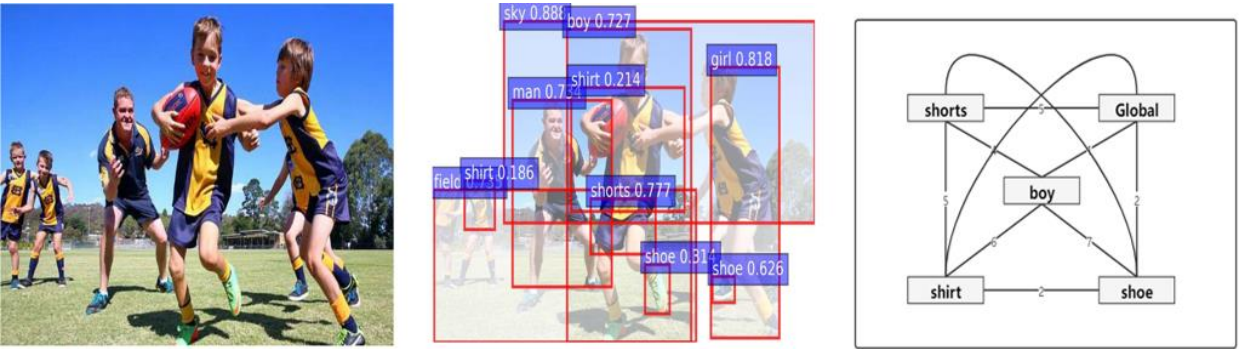 sky 0.888
boy 0.727
girl 0.818
shirt 0.214
man 0.734
shirt 0.186
shorts 0.777
shoe 0.314
shoe 0.626
shorts
5
Global
boy
5
2
6
7
shirt
2
shoe